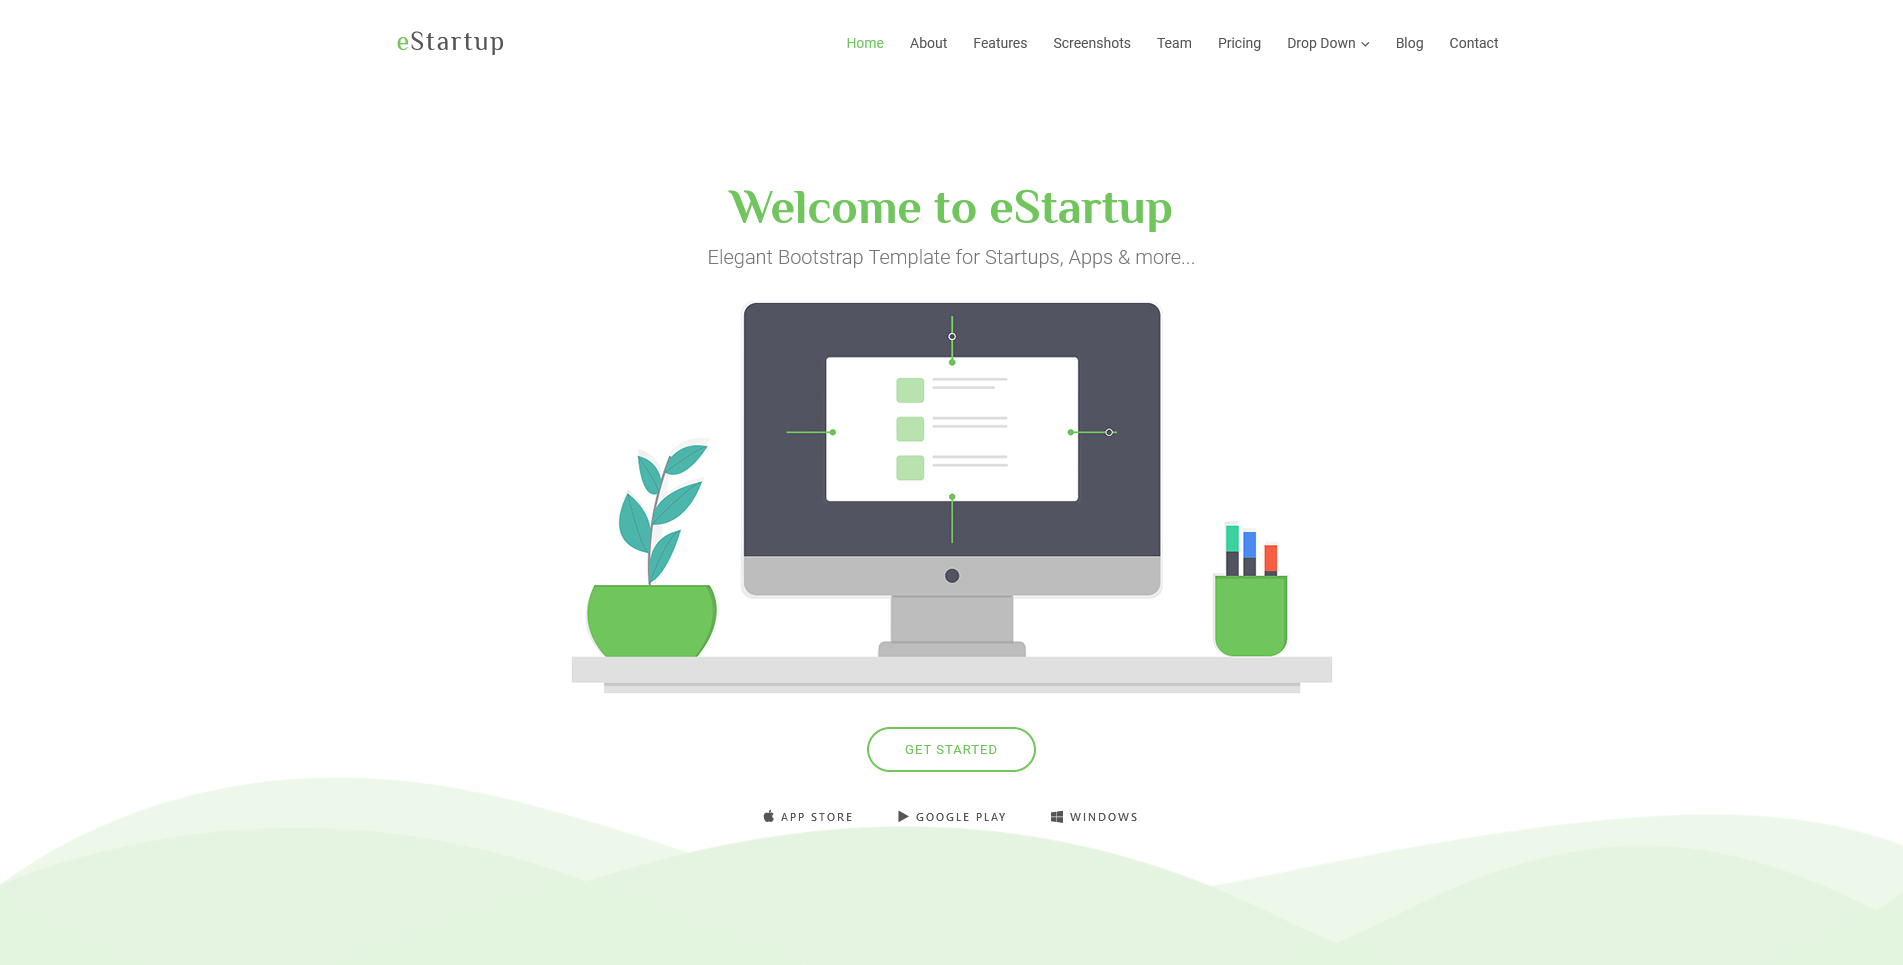 eStartup
Home About Features Screenshots Team Pricing Drop Down Blog Contact
Welcome to eStartup
Elegant Bootstrap Template for Startups, Apps & more...
GET STARTED
APP STORE GOOGLE PLAY WINDOWS